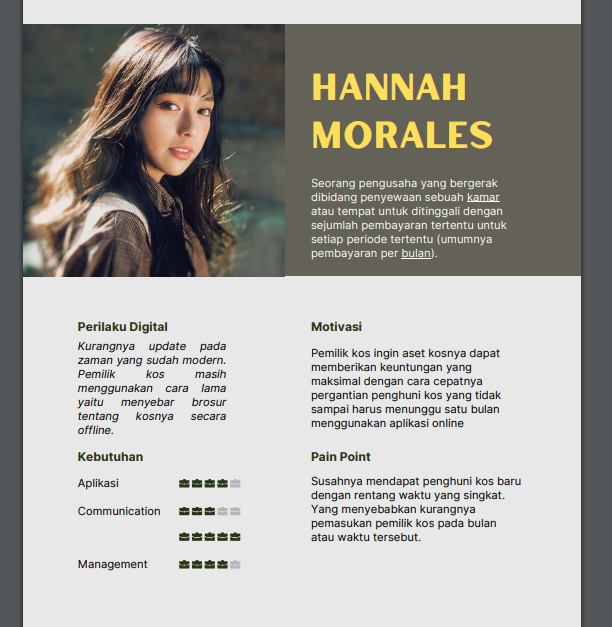 HANNAH
MORALES
Seorang pengusaha yang bergerak
dibidang penyewaan sebuah kamar
atau tempat untuk ditinggali dengan
sejumlah pembayaran tertentu untuk
setiap periode tertentu (umumnya
pembayaran per bulan).
Perilaku Digital
Kurangnya update pada
zaman yang sudah modern.
Pemilik kos masih
menggunakan cara lama
yaitu menyebar brosur
tentang kosnya secara
offline.
Kebutuhan
Aplikasi
Communication
Management
Motivasi
Pemilik kos ingin aset kosnya dapat
memberikan keuntungan yang
maksimal dengan cara cepatnya
pergantian penghuni kos yang tidak
sampai harus menunggu satu bulan
menggunakan aplikasi online
Pain Point
Susahnya mendapat penghuni kos baru
dengan rentang waktu yang singkat.
Yang menyebabkan kurangnya
pemasukan pemilik kos pada bulan
atau waktu tersebut.